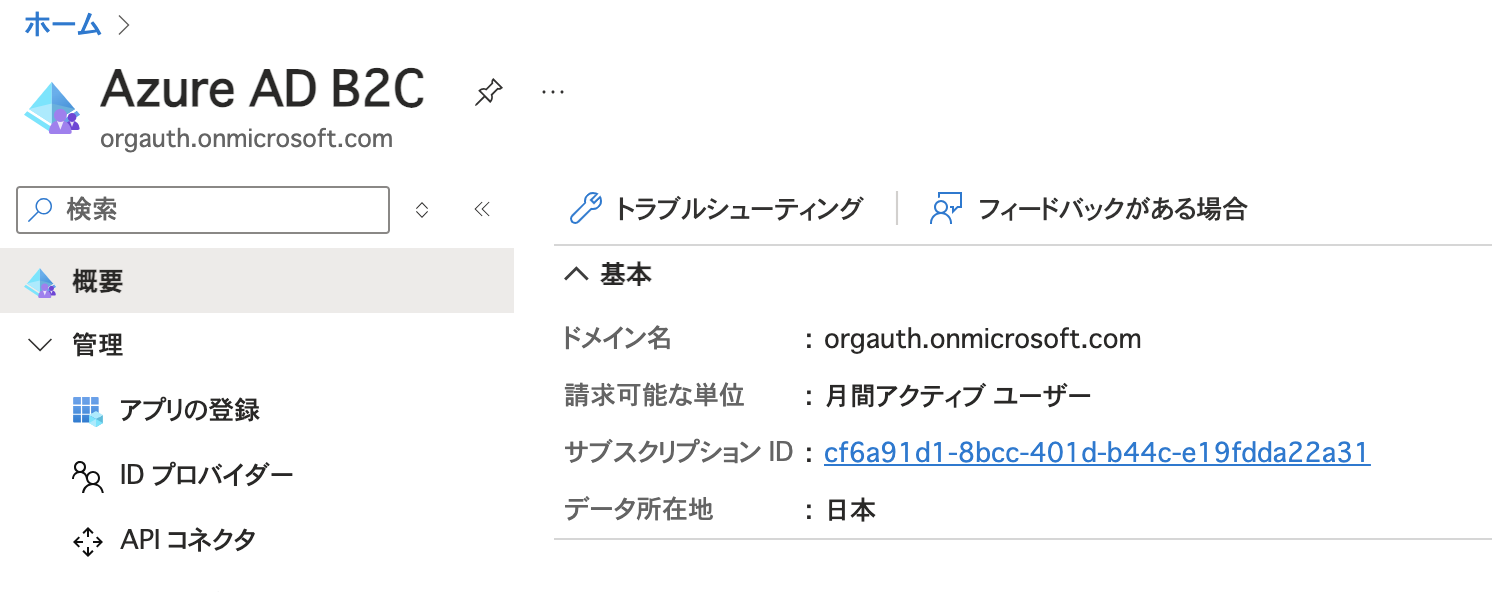 ホーム
Azure AD B2C
orgauth.onmicrosoft.com
検索
トラブルシューティング
フィードバックがある場合
概要
管理
アプリの登録
ID プロバイダー
API コネクタ
基本
ドメイン名 : orgauth.onmicrosoft.com
請求可能な単位 : 月間アクティブ ユーザー
サブスクリプション ID : cf6a91d1-8bcc-401d-b44c-e19fdda22a31
データ所在地 : 日本